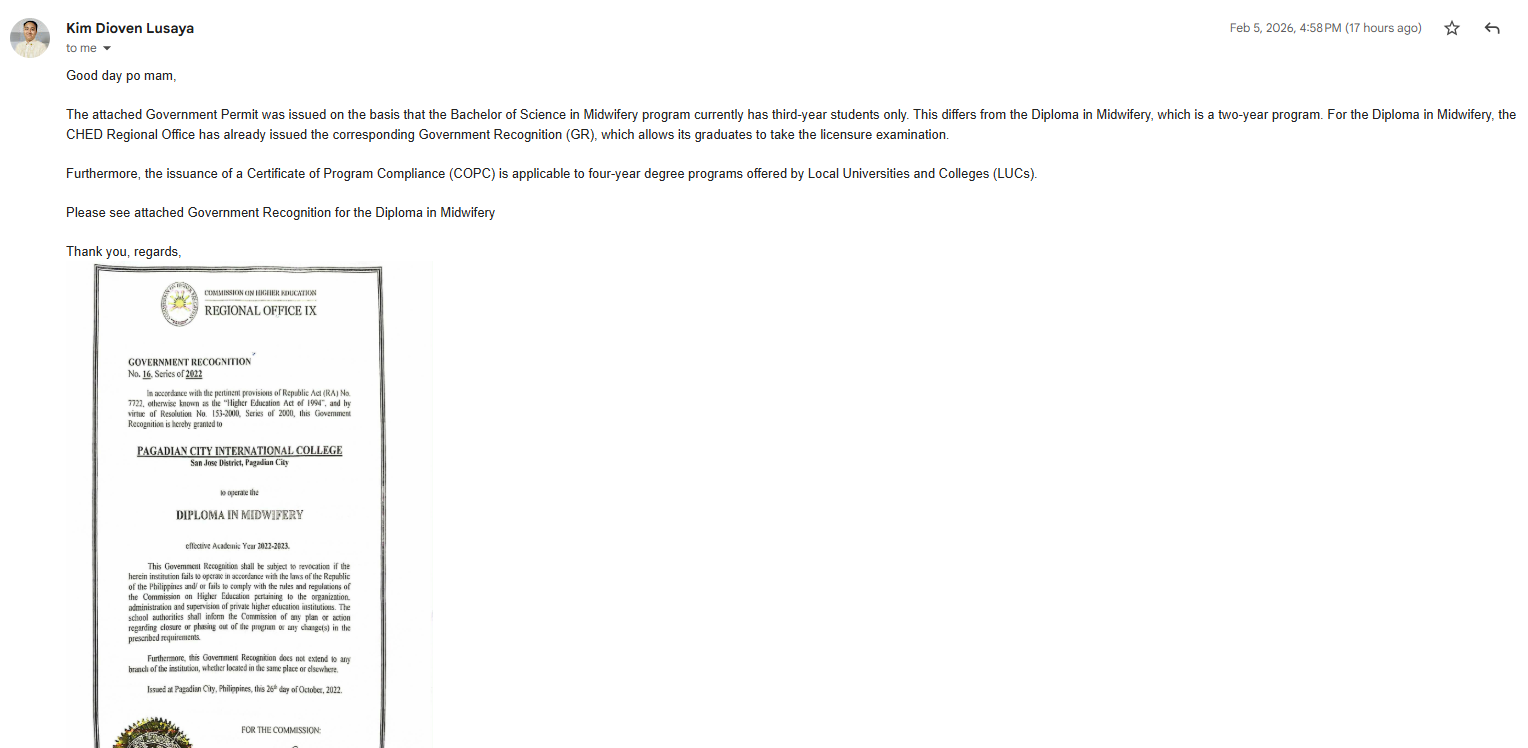 Kim Dioven Lusaya
Feb 5, 2026, 4:58 PM (17 hours ago)
to me
Good day po mam,
The attached Government Permit was issued on the basis that the Bachelor of Science in Midwifery program currently has third-year students only. This differs from the Diploma in Midwifery, which is a two-year program. For the Diploma in Midwifery, the
CHED Regional Office has already issued the corresponding Government Recognition (GR), which allows its graduates to take the licensure examination.
Furthermore, the issuance of a Certificate of Program Compliance (COPC) is applicable to four-year degree programs offered by Local Universities and Colleges (LUCs).
Please see attached Government Recognition for the Diploma in Midwifery
Thank you, regards,
COMMISSION ON HIGHER EDUCATION
REGIONAL OFFICE IX
GOVERNMENT RECOGNITION
No. 16, Series of 2022
In accordance with the pertinent provisions of Republic Act (RA) No.
7722, otherwise known as the "Higher Education Act of 1994", and by
virtue of Resolution No. 153-2000, Series of 2000, this Government
Recognition is hereby granted to
PAGADIAN CITY INTERNATIONAL COLLEGE
San Jose District, Pagadian City
to operate the
DIPLOMA IN MIDWIFERY
effective Academic Year 2022-2023.
This Government Recognition shall be subject to revocation if the
herein institution fails to operate in accordance with the laws of the Republic
of the Philippines and/ or fails to comply with the rules and regulations of
the Commission on Higher Education pertaining to the organization,
administration and supervision of private higher education institutions. The
school authorities shall inform the Commission of any plan or action
regarding closure or phasing out of the program or any change(s) in the
prescribed requirements.
Furthermore, this Government Recognition does not extend to any
branch of the institution, whether located in the same place or elsewhere.
Issued at Pagadian City, Philippines, this 26th day of October, 2022.
FOR THE COMMISSION: